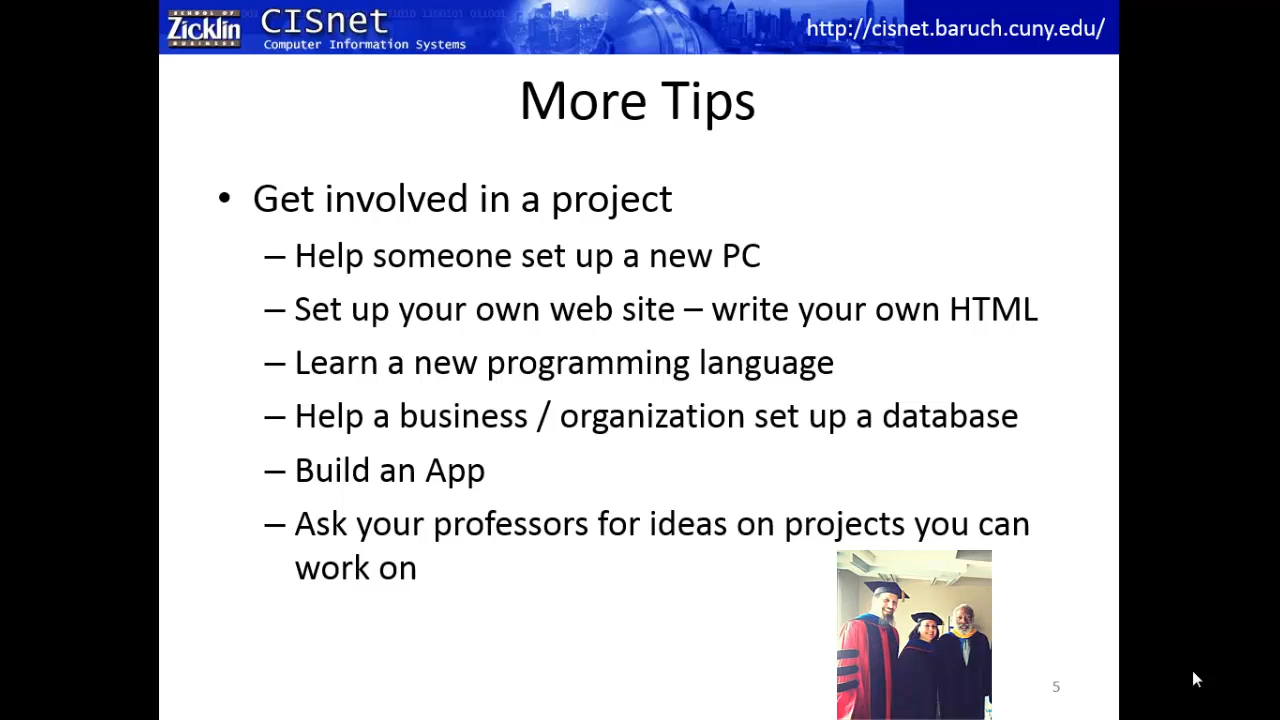 SCHOOL OF
Zicklin
BUSINESS
CISnet
Computer Information Systems
http://cisnet.baruch.cuny.edu/
More Tips
• Get involved in a project
– Help someone set up a new PC
– Set up your own web site – write your own HTML
– Learn a new programming language
– Help a business / organization set up a database
– Build an App
– Ask your professors for ideas on projects you can
work on
5